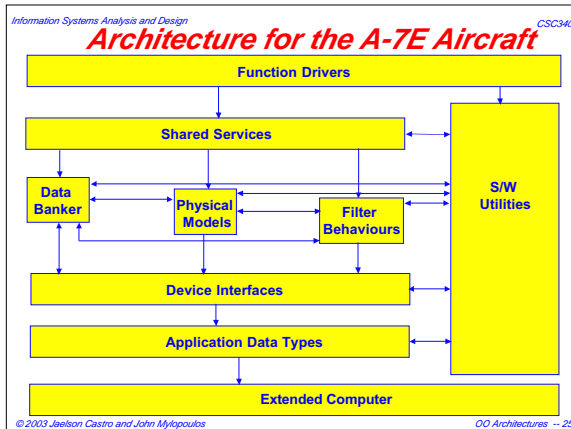 Information Systems Analysis and Design
CSC340
Architecture for the A-7E Aircraft
Function Drivers
Shared Services
Data
Banker
Physical
Models
Filter
Behaviours
S/W
Utilities
Device Interfaces
Application Data Types
Extended Computer
© 2003 Jaelson Castro and John Mylopoulos
OO Architectures -- 25